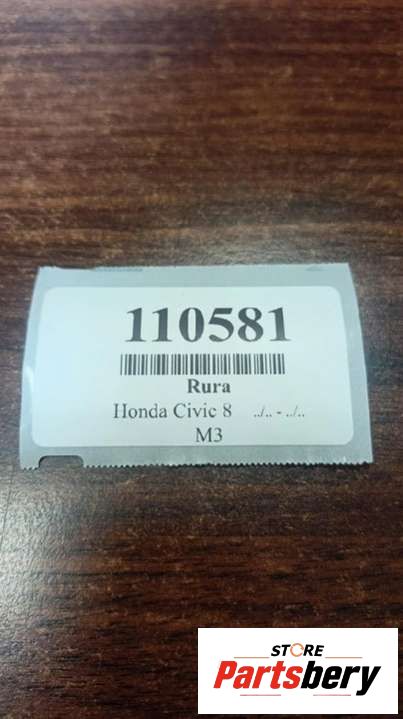 110581
Rura
Honda Civic 8 ../.. - ../..
M3
STORE
Partsbery